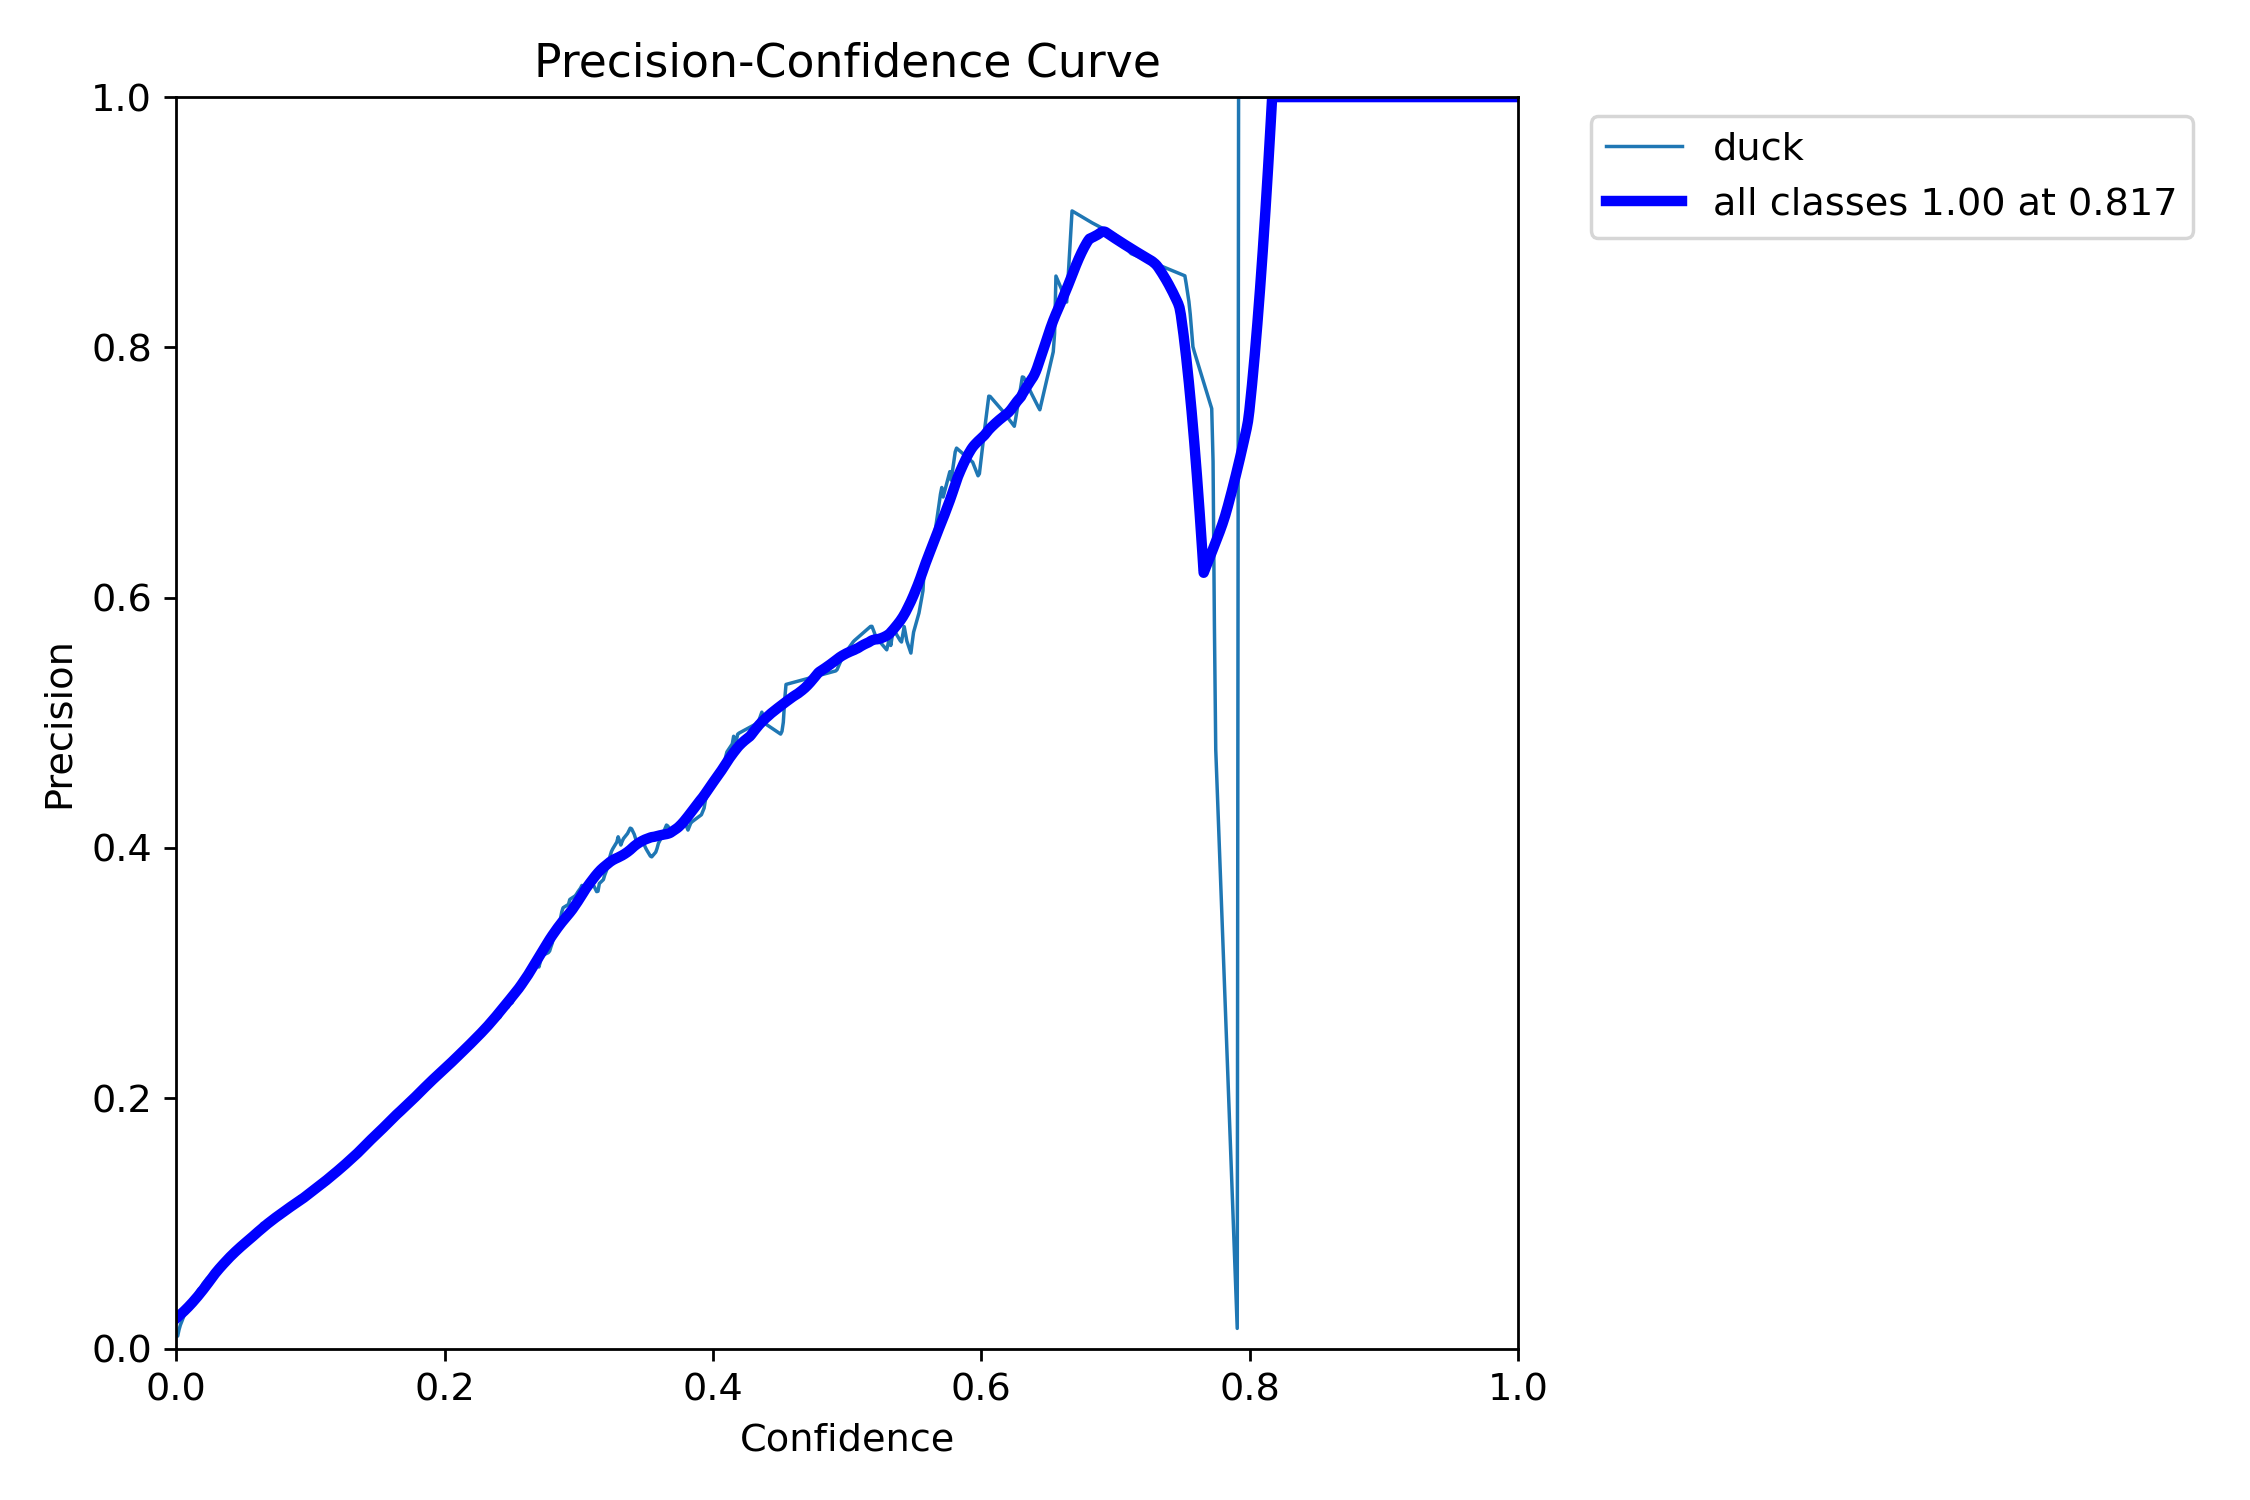 Precision-Confidence Curve
1.0
0.8
0.6
0.4
0.2
0.0
Precision
0.0 0.2 0.4 0.6 0.8 1.0
Confidence
duck
all classes 1.00 at 0.817